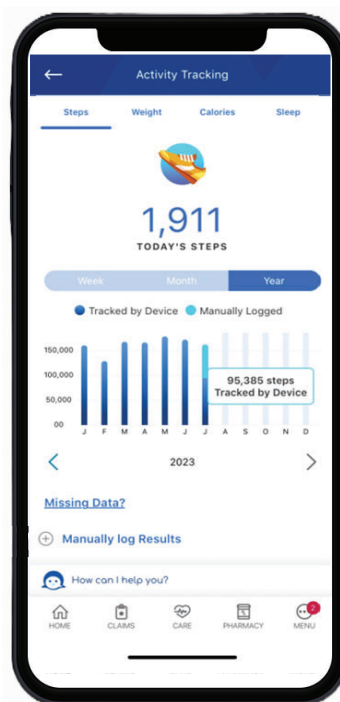 Activity Tracking
Steps Weight Calories Sleep
1,911
TODAY'S STEPS
Week Month Year
Tracked by Device Manually Logged
150,000
100,000
50,000
00
95,385 steps
Tracked by Device
J F M A M J J A S O N D
2023
Missing Data?
Manually log Results
How can I help you?
2
HOME CLAIMS CARE PHARMACY MENU